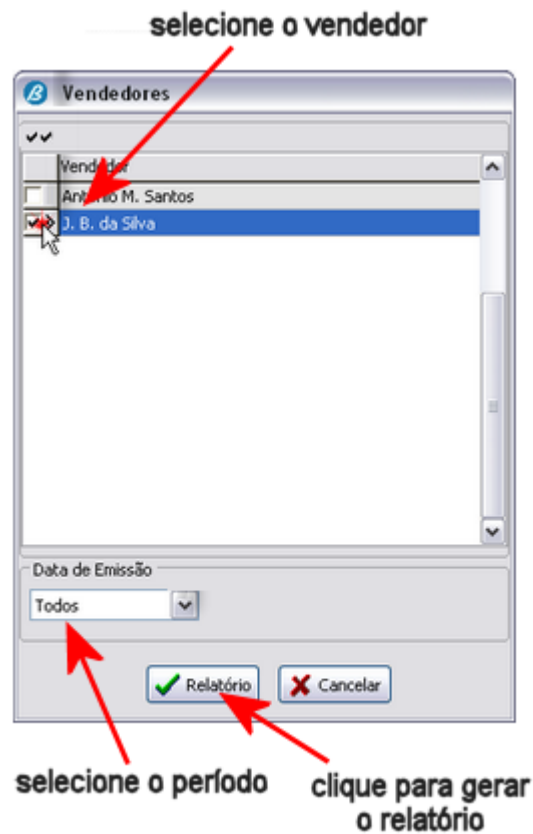 selecione o vendedor
Vendedores
Vendedor
Antonio M. Santos
J. B. da Silva
Data de Emissão
Todos
Relatório
Cancelar
selecione o período
clique para gerar
o relatório